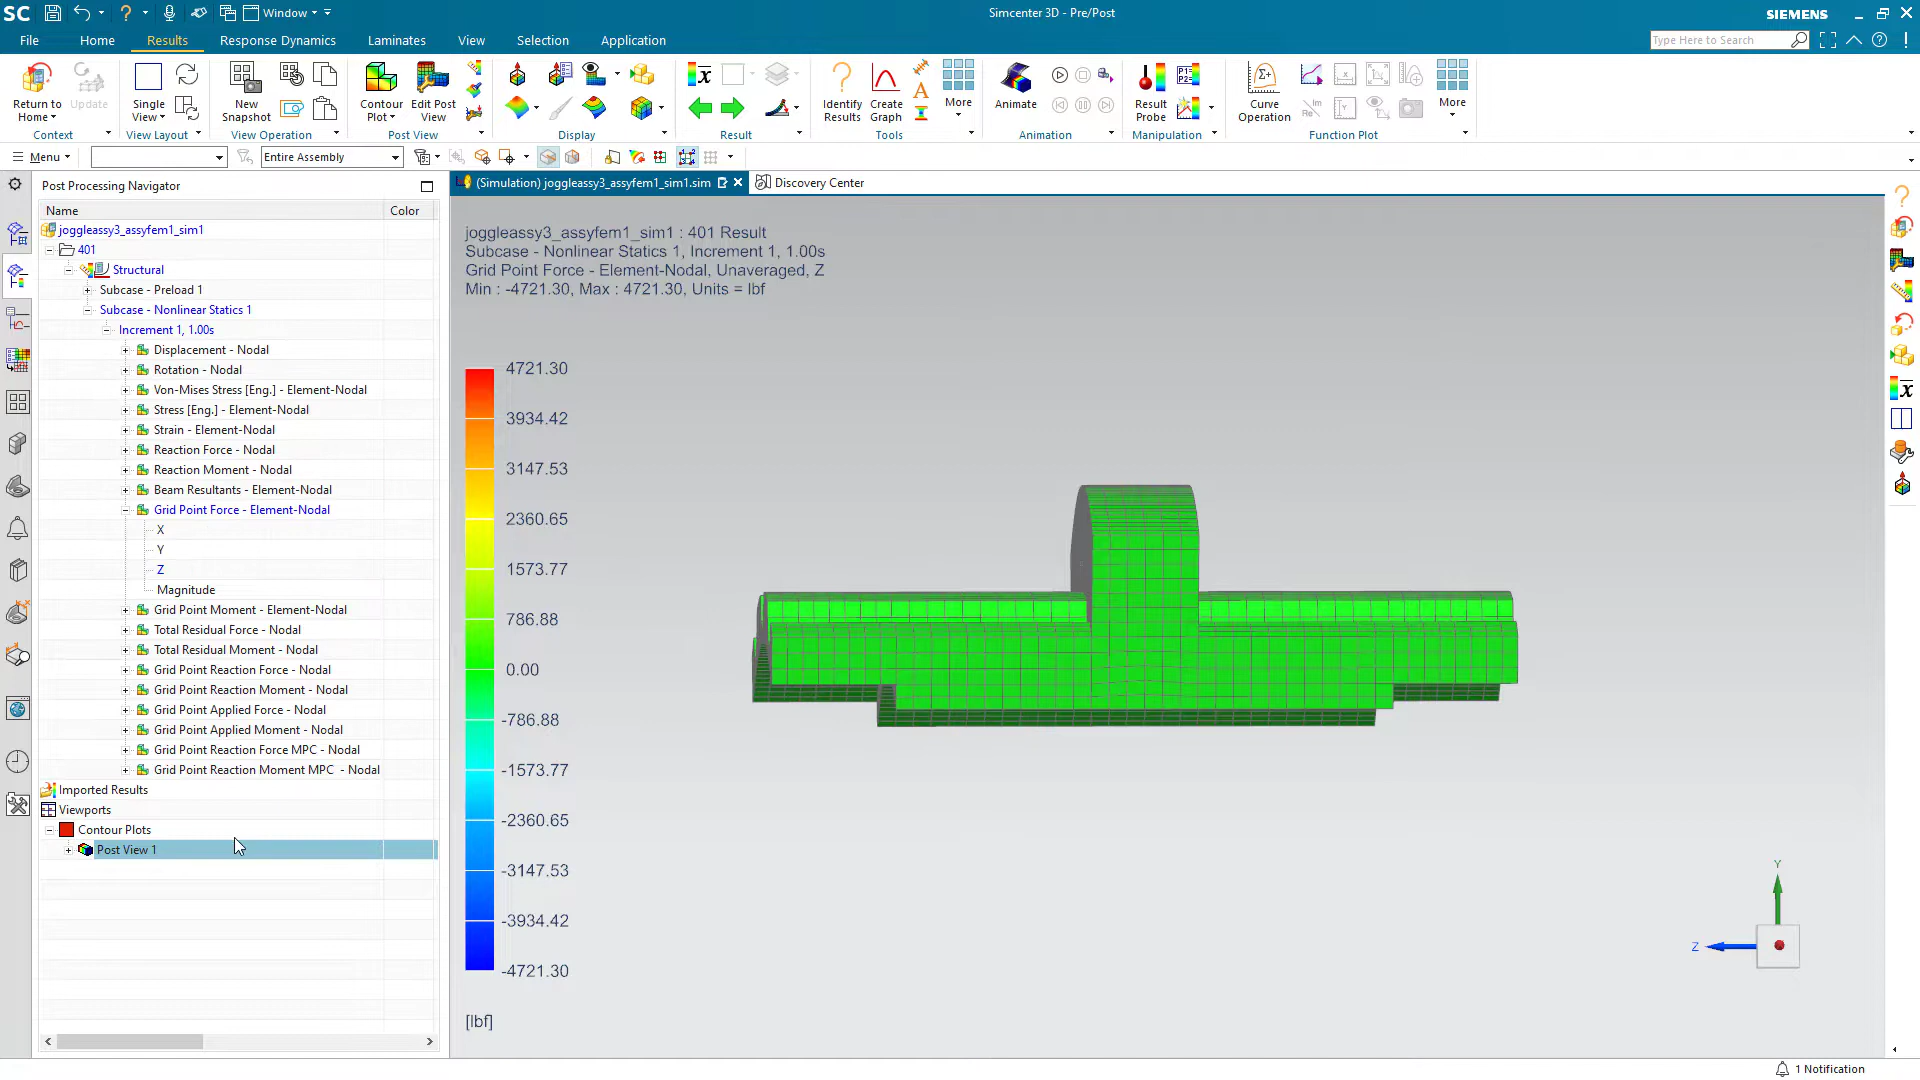 SC Window Simcenter 3D - Pre/Post SIEMENS
File Home Results Response Dynamics Laminates View Selection Application Type Here to Search
Return to Home Update Single View New Snapshot Contour Plot Edit Post View Identify Results Create Graph More Animate Result Probe Curve Operation More
Context View Layout View Operation Post View Display Result Tools Animation Manipulation Function Plot
Menu Entire Assembly
Post Processing Navigator
(Simulation) joggleassy3_assyfem1_sim1.sim Discovery Center
Name Color
joggleassy3_assyfem1_sim1
401
Structural
Subcase - Preload 1
Subcase - Nonlinear Statics 1
Increment 1, 1.00s
Displacement - Nodal
Rotation - Nodal
Von-Mises Stress [Eng.] - Element-Nodal
Stress [Eng.] - Element-Nodal
Strain - Element-Nodal
Reaction Force - Nodal
Reaction Moment - Nodal
Beam Resultants - Element-Nodal
Grid Point Force - Element-Nodal
X
Y
Z
Magnitude
Grid Point Moment - Element-Nodal
Total Residual Force - Nodal
Total Residual Moment - Nodal
Grid Point Reaction Force - Nodal
Grid Point Reaction Moment - Nodal
Grid Point Applied Force - Nodal
Grid Point Applied Moment - Nodal
Grid Point Reaction Force MPC - Nodal
Grid Point Reaction Moment MPC - Nodal
Imported Results
Viewports
Contour Plots
Post View 1
joggleassy3_assyfem1_sim1 : 401 Result
Subcase - Nonlinear Statics 1, Increment 1, 1.00s
Grid Point Force - Element-Nodal, Unaveraged, Z
Min : -4721.30, Max : 4721.30, Units = lbf
4721.30
3934.42
3147.53
2360.65
1573.77
786.88
0.00
-786.88
-1573.77
-2360.65
-3147.53
-3934.42
-4721.30
[lbf]
Y
Z
1 Notification